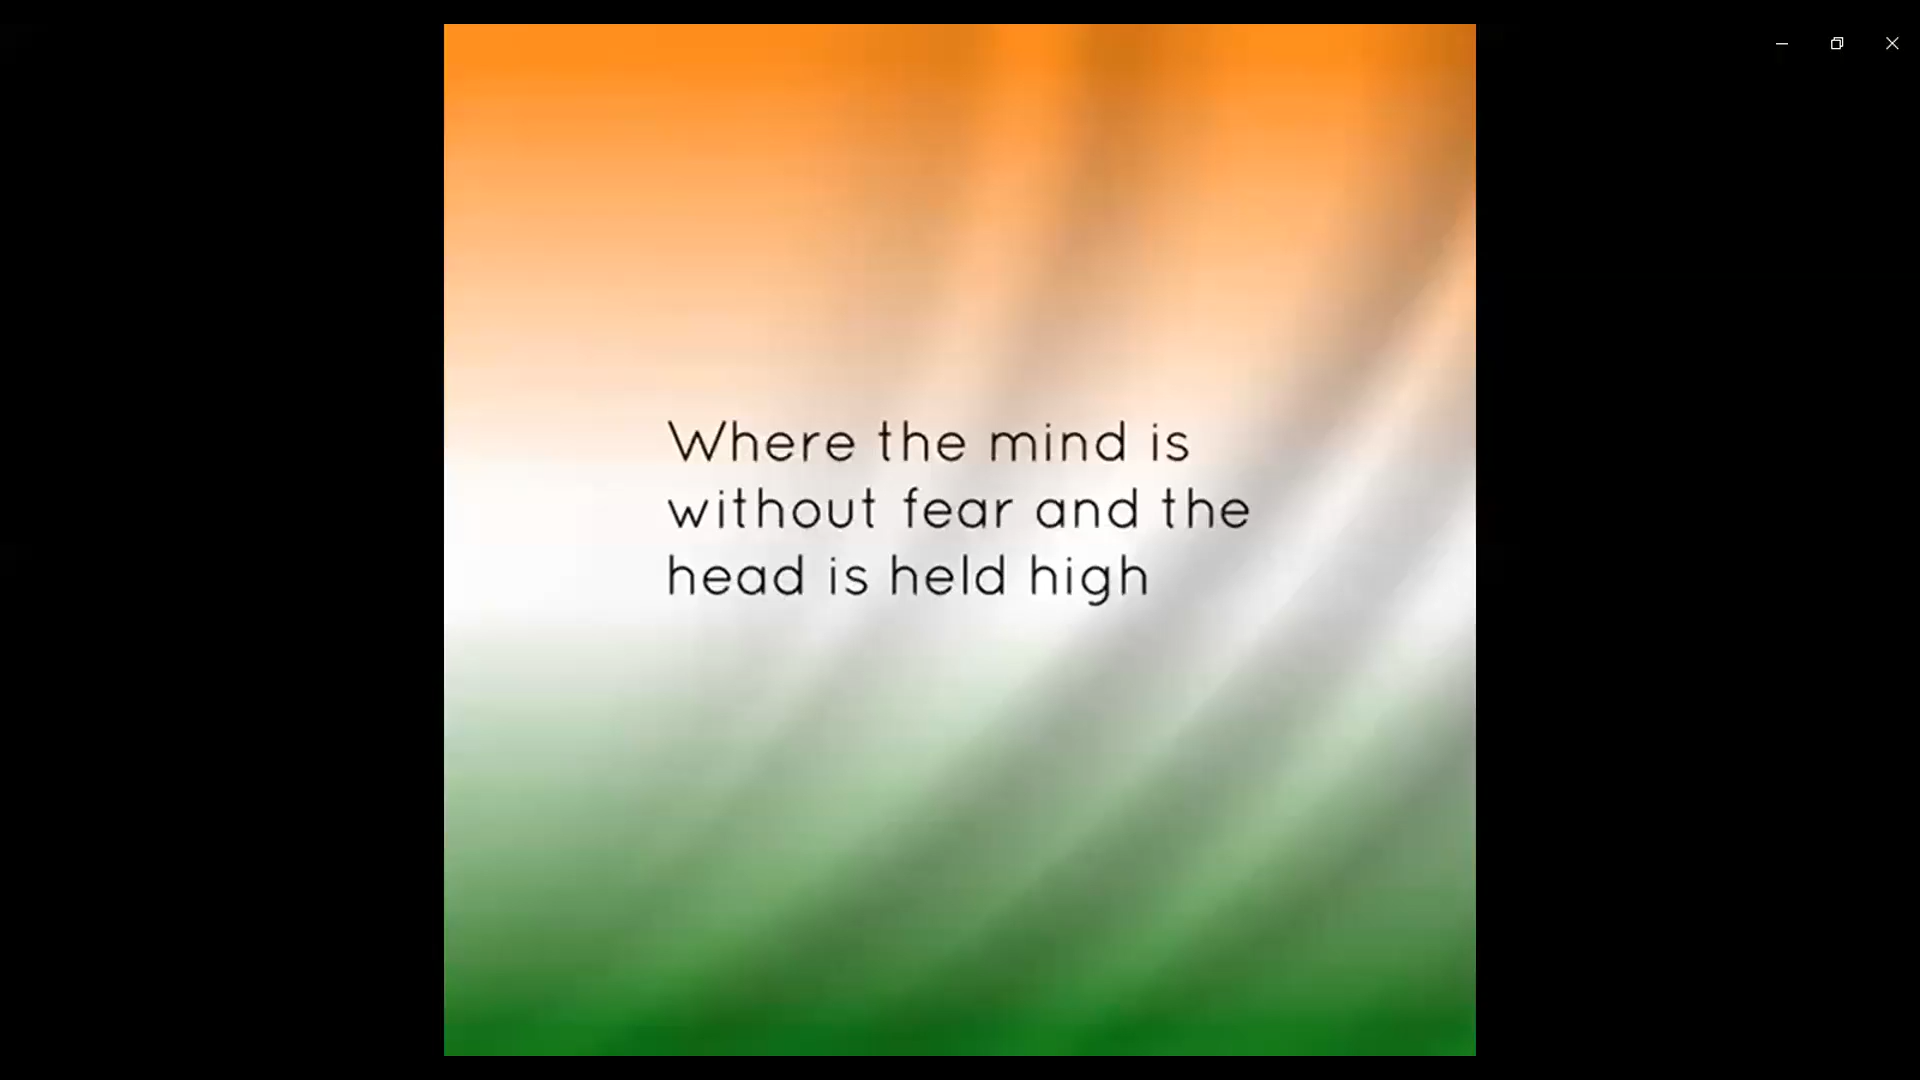 Where the mind is
without fear and the
head is held high